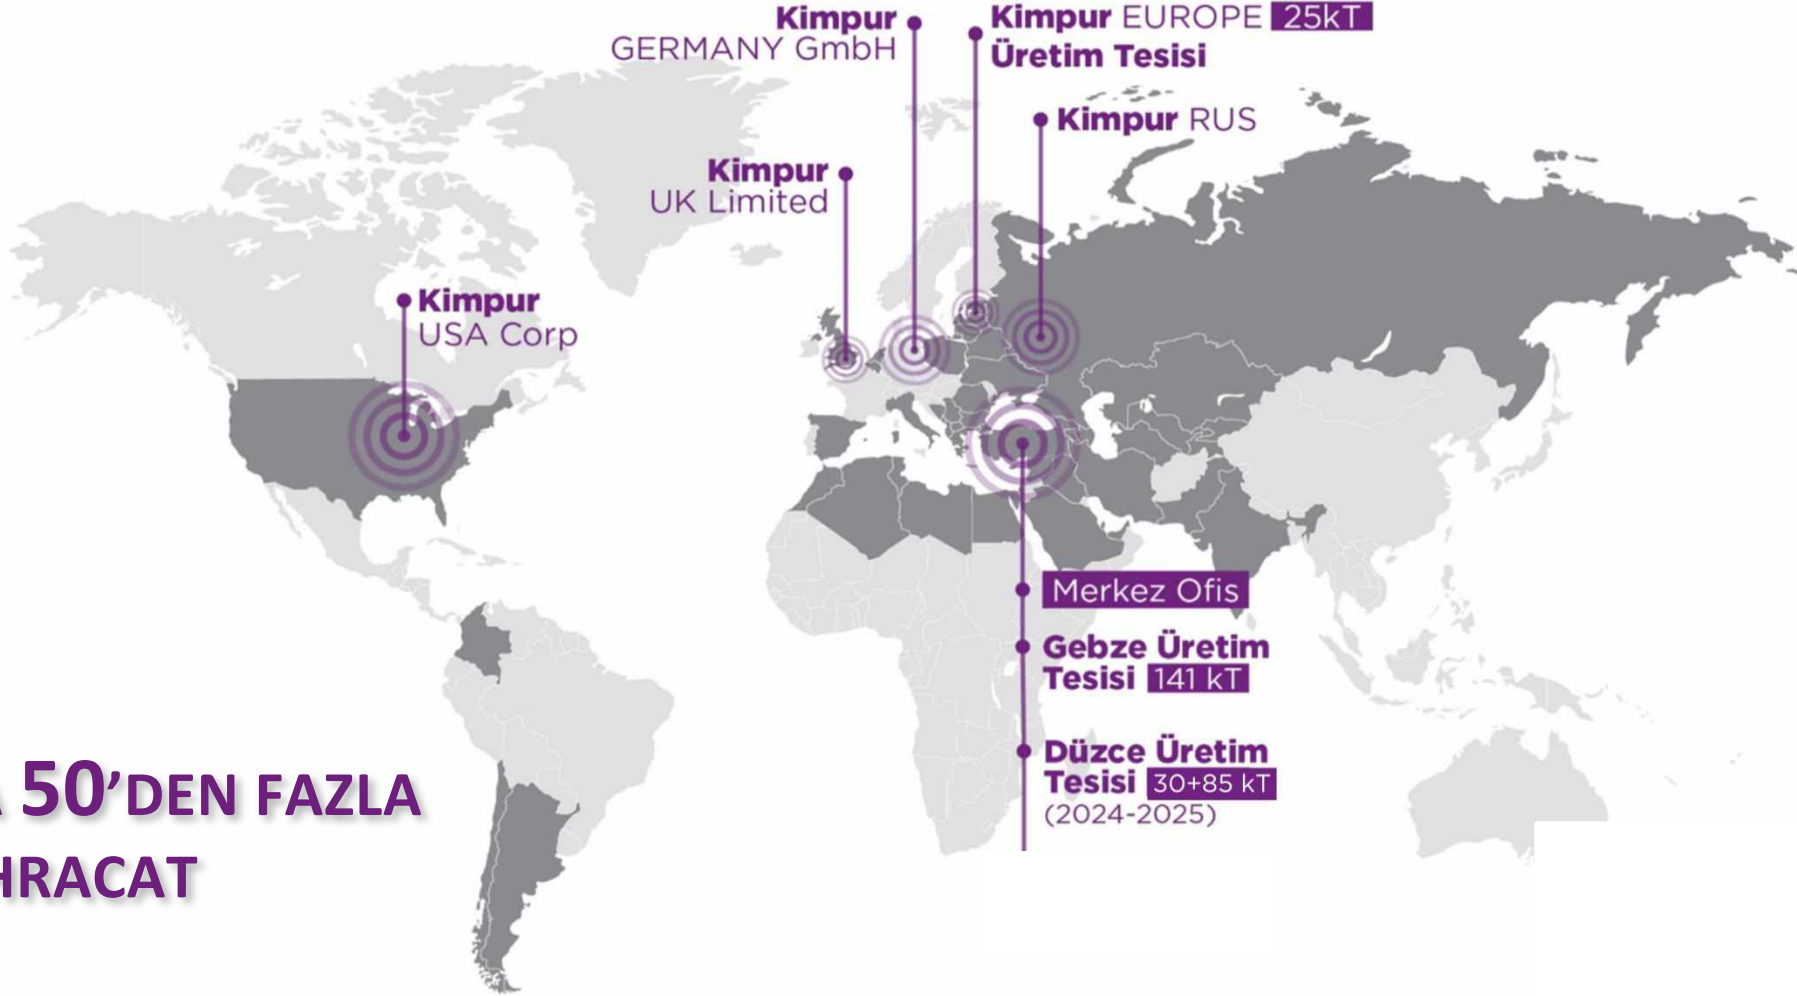 Kimpur
GERMANY GmbH
Kimpur EUROPE 25kT
Üretim Tesisi
Kimpur RUS
Kimpur
UK Limited
Kimpur
USA Corp
Merkez Ofis
Gebze Üretim
Tesisi 141 kT
Düzce Üretim
Tesisi 30+85 kT
(2024-2025)
50’DEN FAZLA
HRACAT